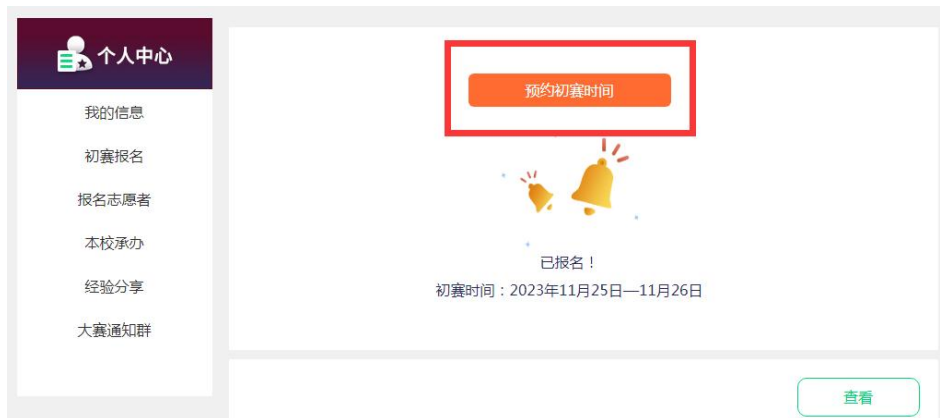 个人中心
我的信息
初赛报名
报名志愿者
本校承办
经验分享
大赛通知群
预约初赛时间
已报名！
初赛时间：2023年11月25日—11月26日
查看